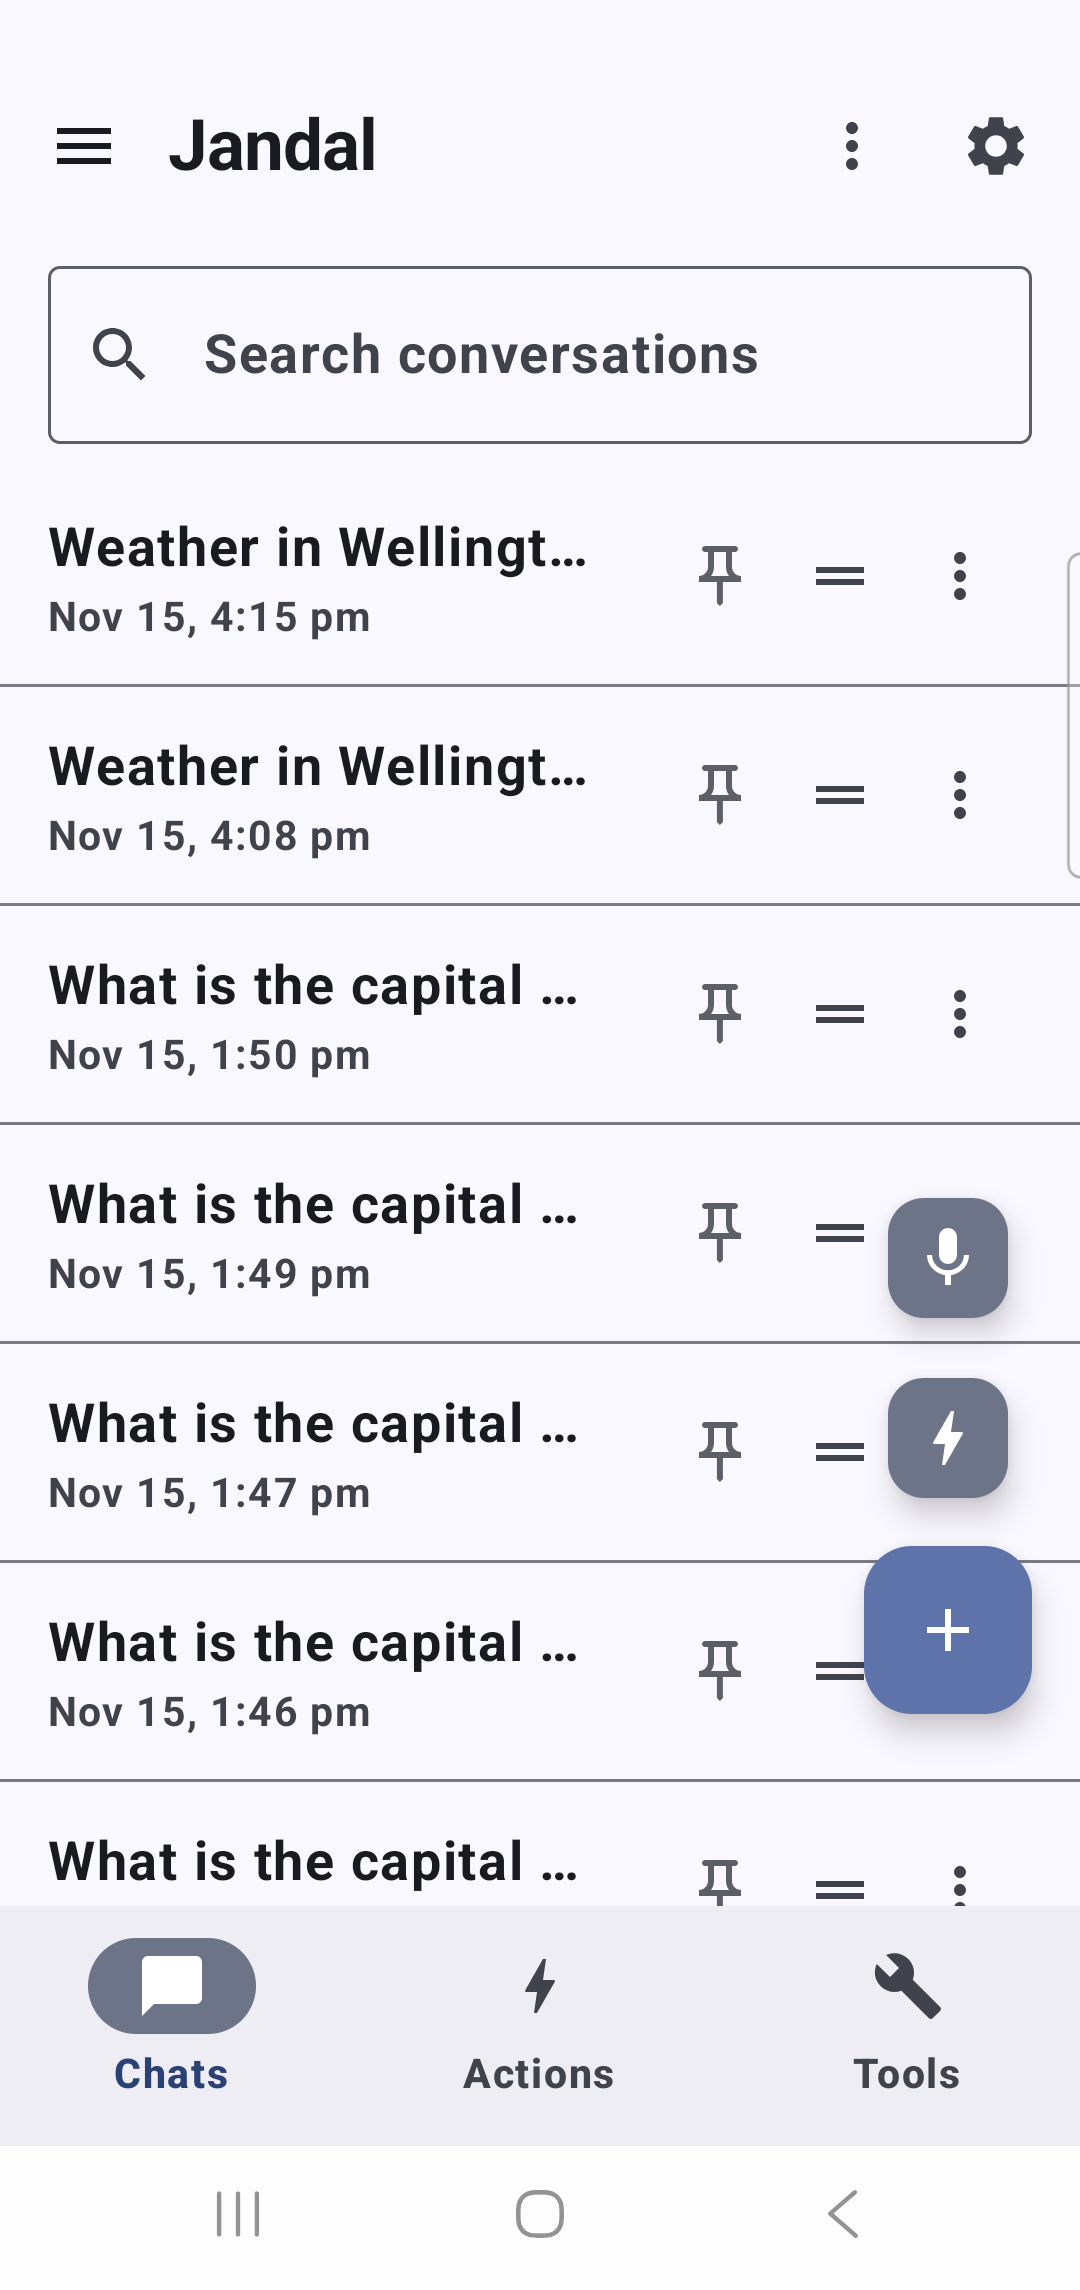 Jandal
Search conversations
Weather in Wellingt...
Nov 15, 4:15 pm
Weather in Wellingt...
Nov 15, 4:08 pm
What is the capital ...
Nov 15, 1:50 pm
What is the capital ...
Nov 15, 1:49 pm
What is the capital ...
Nov 15, 1:47 pm
What is the capital ...
Nov 15, 1:46 pm
What is the capital ...
Chats
Actions
Tools